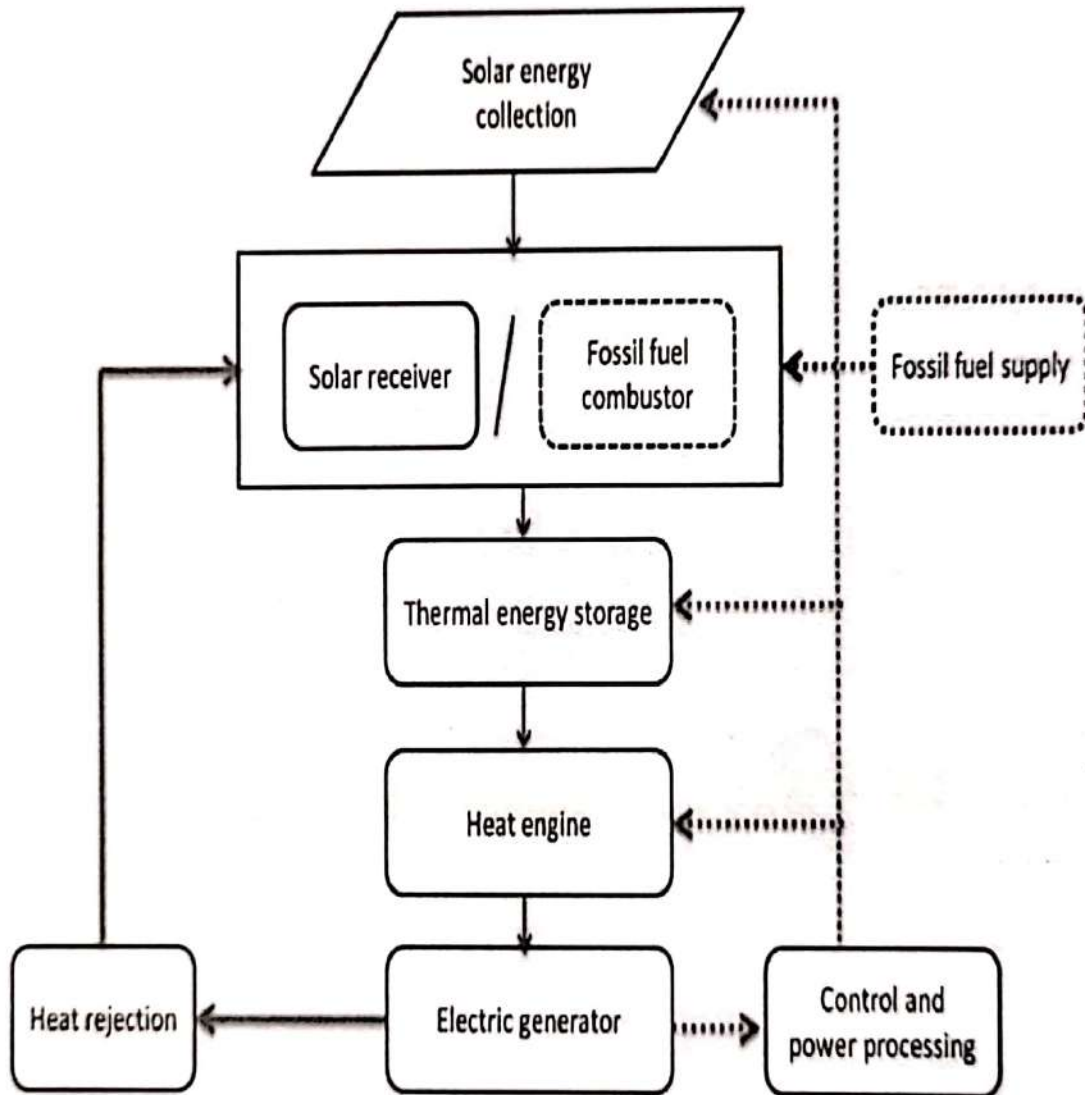 Solar energy
collection
Solar receiver
Fossil fuel
combustor
Fossil fuel supply
Thermal energy storage
Heat engine
Heat rejection
Electric generator
Control and
power processing